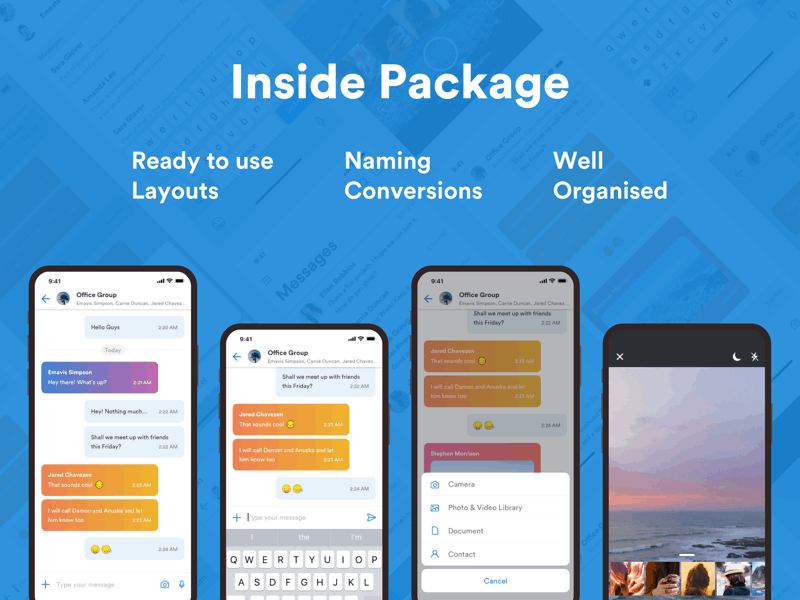 Inside Package
Ready to use
Layouts
Naming
Conversions
Well
Organised
Messages
9:41
Office Group
Emavis Simpson, Carrie Duncan, Jared Chaves...
Hello Guys
2:20 AM
Today
Emavis Simpson
Hey there! What's up?
2:21 AM
Hey! Nothing much...
2:22 AM
Shall we meet up with friends
this Friday?
2:22 AM
Jared Chavesen
That sounds cool
2:23 AM
I will call Damon and Anuska and let
him know too
2:23 AM
2:24 AM
Type your message
9:41
Office Group
Emavis Simpson, Carrie Duncan, Jared Chaves...
Shall we meet up with friends
this Friday?
2:22 AM
Jared Chavesen
That sounds cool
2:23 AM
I will call Damon and Anuska and let
him know too
2:23 AM
2:24 AM
Type your message
I the I'm
Q W E R T Y U I O P
A S D F G H J K L
9:41
Office Group
Emavis Simpson, Carrie Duncan, Jared Chaves...
Shall we meet up with friends
this Friday?
2:22 AM
Jared Chavesen
That sounds cool
2:23 AM
I will call Damon and Anuska and let
him know too
2:23 AM
2:24 AM
Stephen Morrison
Camera
Photo & Video Library
Document
Contact
Cancel